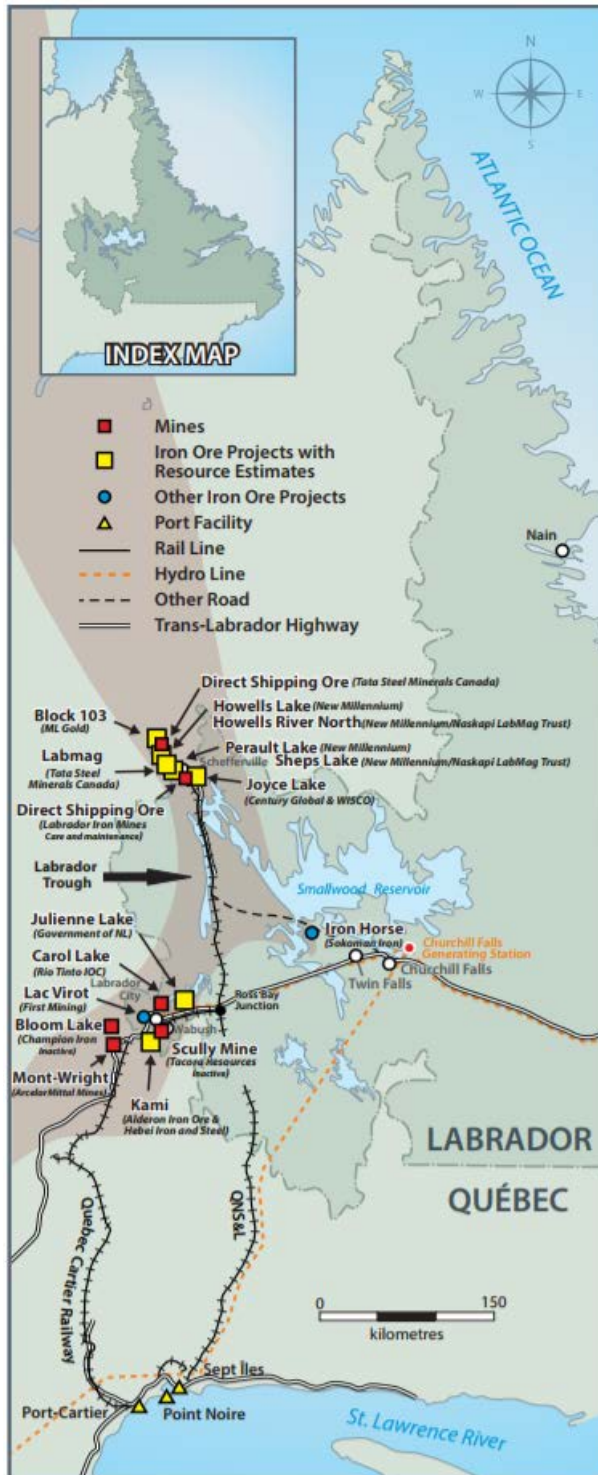 N
W
E
S
ATLANTIC OCEAN
INDEX MAP
Mines
Iron Ore Projects with
Resource Estimates
Other Iron Ore Projects
Port Facility
Rail Line
Hydro Line
Other Road
Trans-Labrador Highway
Nain
Direct Shipping Ore (Tata Steel Minerals Canada)
Howells Lake (New Millennium)
Block 103
(ML Gold)
Howells River North (New Millennium/Naskapi LabMag Trust)
Perault Lake (New Millennium)
Schefferville
Sheps Lake (New Millennium/Naskapi LabMag Trust)
Labmag
(Tata Steel
Minerals Canada)
Joyce Lake
(Century Global & WISCO)
Direct Shipping Ore
(Labrador Iron Mines
Care and maintenance)
Labrador
Trough
Smallwood Reservoir
Julienne Lake
(Government of NL)
Iron Horse
(Sokoman Iron)
Churchill Falls
Generating Station
Carol Lake
(Rio Tinto IOC)
Churchill Falls
Twin Falls
Labrador
City
Lac Virot
(First Mining)
Ross Bay
Junction
Wabush
Bloom Lake
(Champion Iron
Inactive)
Scully Mine
(Tacora Resources
Inactive)
Mont-Wright
(ArcelorMittal Mines)
Kami
(Alderon Iron Ore &
Hebei Iron and Steel)
LABRADOR
QUÉBEC
QNS&L
Quebec Cartier Railway
0
150
kilometres
Sept Îles
Port-Cartier
Point Noire
St. Lawrence River